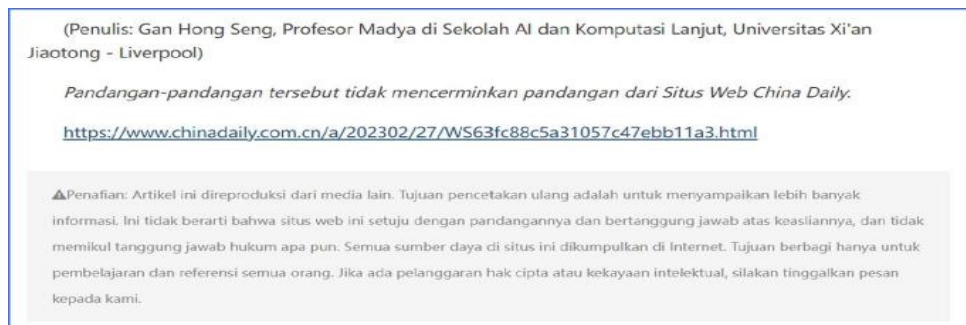 (Penulis: Gan Hong Seng, Profesor Madya di Sekolah AI dan Komputasi Lanjut, Universitas Xi'an
Jiaotong - Liverpool)
Pandangan-pandangan tersebut tidak mencerminkan pandangan dari Situs Web China Daily.
https://www.chinadaily.com.cn/a/202302/27/WS63fc88c5a31057c47ebb11a3.html
⚠Penafian: Artikel ini direproduksi dari media lain. Tujuan pencetakan ulang adalah untuk menyampaikan lebih banyak
informasi. Ini tidak berarti bahwa situs web ini setuju dengan pandangannya dan bertanggung jawab atas keasliannya, dan tidak
memikul tanggung jawab hukum apa pun. Semua sumber daya di situs ini dikumpulkan di Internet. Tujuan berbagi hanya untuk
pembelajaran dan referensi semua orang. Jika ada pelanggaran hak cipta atau kekayaan intelektual, silakan tinggalkan pesan
kepada kami.